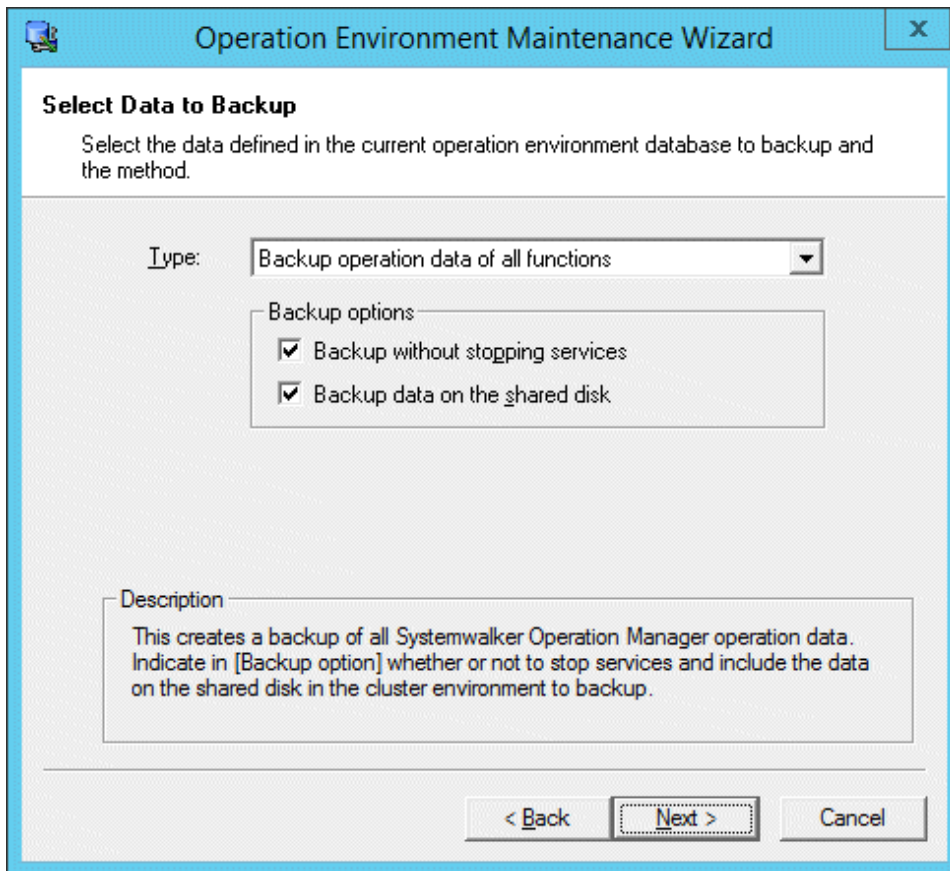 Operation Environment Maintenance Wizard
x
Select Data to Backup
Select the data defined in the current operation environment database to backup and
the method.
Type:
Backup operation data of all functions
Backup options
Backup without stopping services
Backup data on the shared disk
Description
This creates a backup of all Systemwalker Operation Manager operation data.
Indicate in [Backup option] whether or not to stop services and include the data
on the shared disk in the cluster environment to backup.
< Back
Next >
Cancel